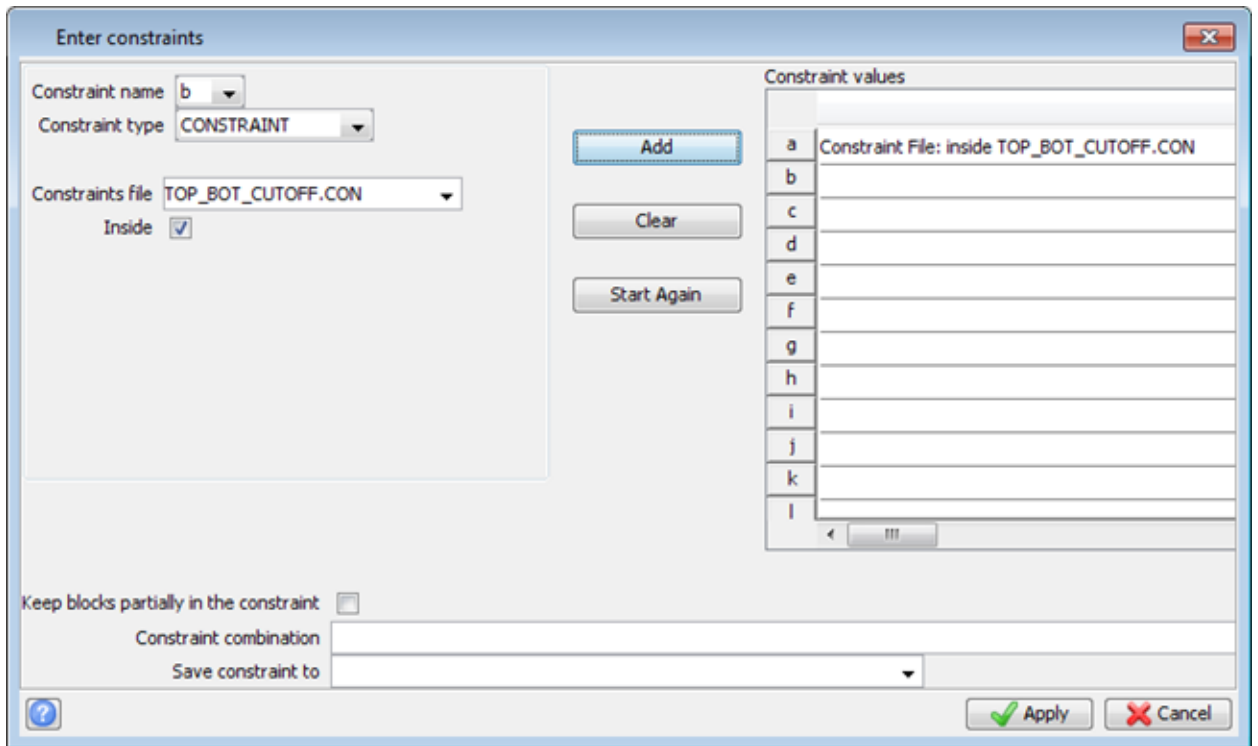 Enter constraints
Constraint name b
Constraint type CONSTRAINT
Constraints file TOP_BOT_CUTOFF.CON
Inside
Add
Clear
Start Again
Constraint values
a Constraint File: inside TOP_BOT_CUTOFF.CON
b
c
d
e
f
g
h
i
j
k
l
Keep blocks partially in the constraint
Constraint combination
Save constraint to
? Apply Cancel